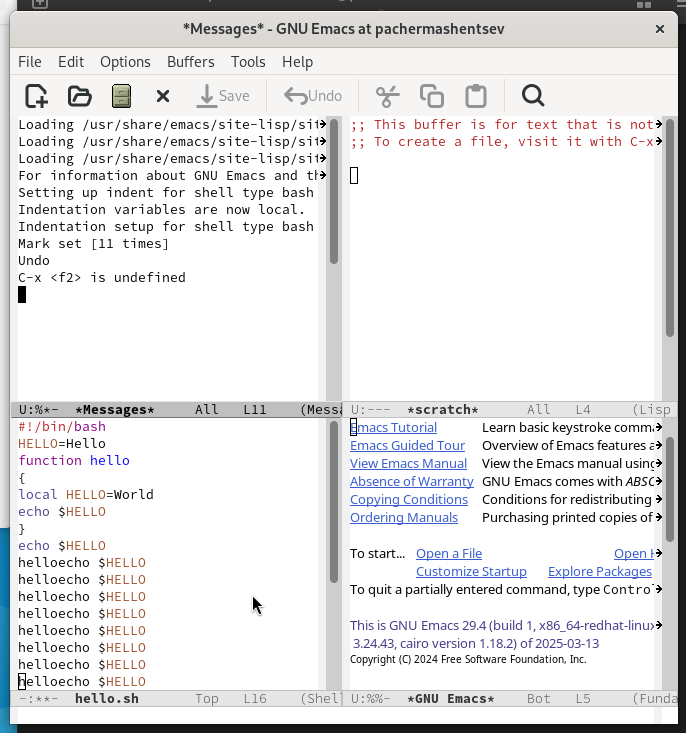 *Messages* - GNU Emacs at pachermashentsev
File Edit Options Buffers Tools Help
Save Undo
Loading /usr/share/emacs/site-lisp/sit
Loading /usr/share/emacs/site-lisp/sit
Loading /usr/share/emacs/site-lisp/sit
For information about GNU Emacs and th
Setting up indent for shell type bash
Indentation variables are now local.
Indentation setup for shell type bash
Mark set [11 times]
Undo
C-x <f2> is undefined
U:%*- *Messages* All L11 (Messa
;; This buffer is for text that is not
;; To create a file, visit it with C-x
U:--- *scratch* All L4 (Lisp
#!/bin/bash
HELLO=Hello
function hello
{
local HELLO=World
echo $HELLO
}
echo $HELLO
helloecho $HELLO
helloecho $HELLO
helloecho $HELLO
helloecho $HELLO
helloecho $HELLO
helloecho $HELLO
helloecho $HELLO
helloecho $HELLO
-:**- hello.sh Top L16 (Shel
Emacs Tutorial Learn basic keystroke comma
Emacs Guided Tour Overview of Emacs features a
View Emacs Manual View the Emacs manual using
Absence of Warranty GNU Emacs comes with ABSO
Copying Conditions Conditions for redistributing
Ordering Manuals Purchasing printed copies of
To start... Open a File Open H
Customize Startup Explore Packages
To quit a partially entered command, type Contro
This is GNU Emacs 29.4 (build 1, x86_64-redhat-linux
3.24.43, cairo version 1.18.2) of 2025-03-13
Copyright (C) 2024 Free Software Foundation, Inc.
U:%%- *GNU Emacs* Bot L5 (Funda